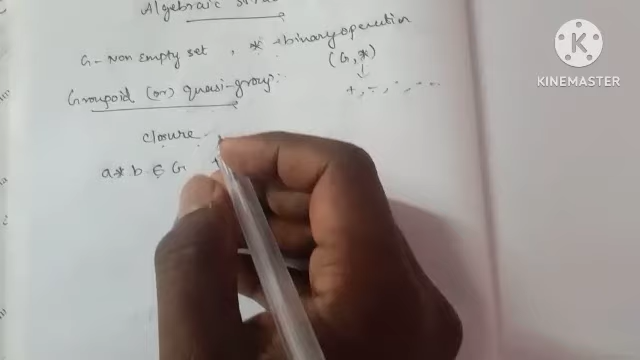 Algebraic
G - Non Empty set , * → binary operation
(G, *)
↓
+, ÷, -, ...
Groupoid (or) quasi-group:
closure
a * b ∈ G
KINEMASTER